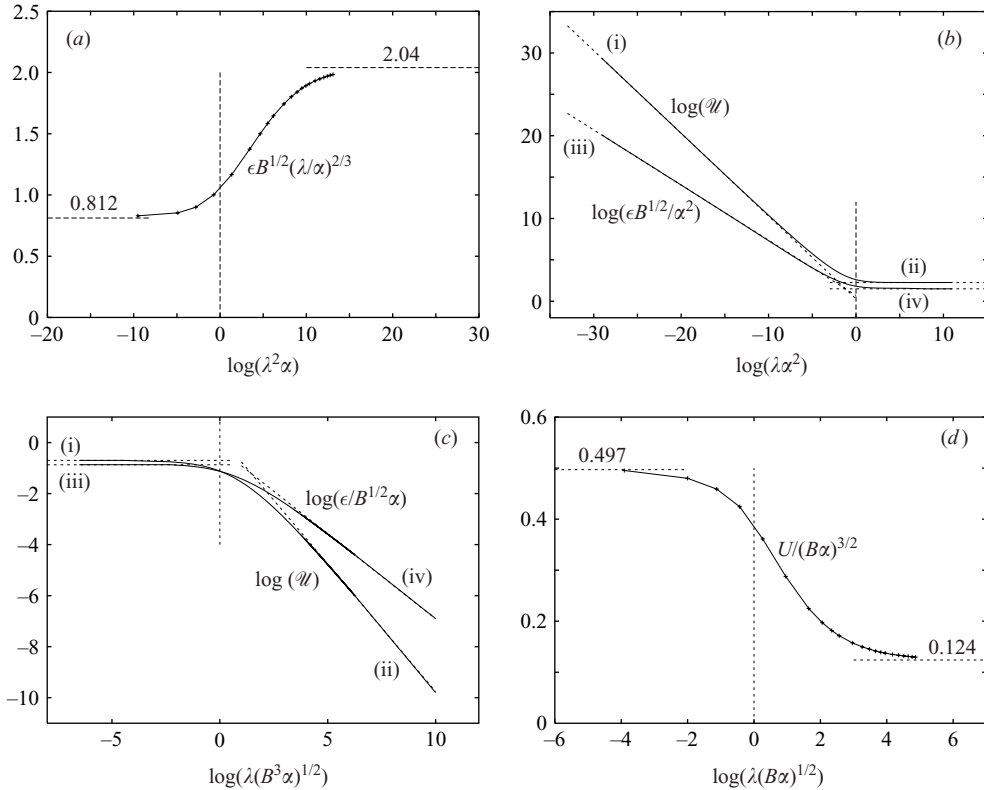 (a)
2.5
2.0
1.5
1.0
0.5
0
2.04
0.812
ϵB^{1/2}(λ/α)^{2/3}
−20 −10 0 10 20 30
log(λ²α)
(b)
30
20
10
0
(i)
log(𝒰)
(iii)
log(ϵB^{1/2}/α²)
(ii)
(iv)
−30 −20 −10 0 10
log(λα²)
(c)
0
−2
−4
−6
−8
−10
(i)
(iii)
log(ϵ/B^{1/2}α)
log (𝒰)
(iv)
(ii)
−5 0 5 10
log(λ(B³α)^{1/2})
(d)
0.6
0.4
0.2
0
0.497
U/(Bα)^{3/2}
0.124
−6 −4 −2 0 2 4 6
log(λ(Bα)^{1/2})